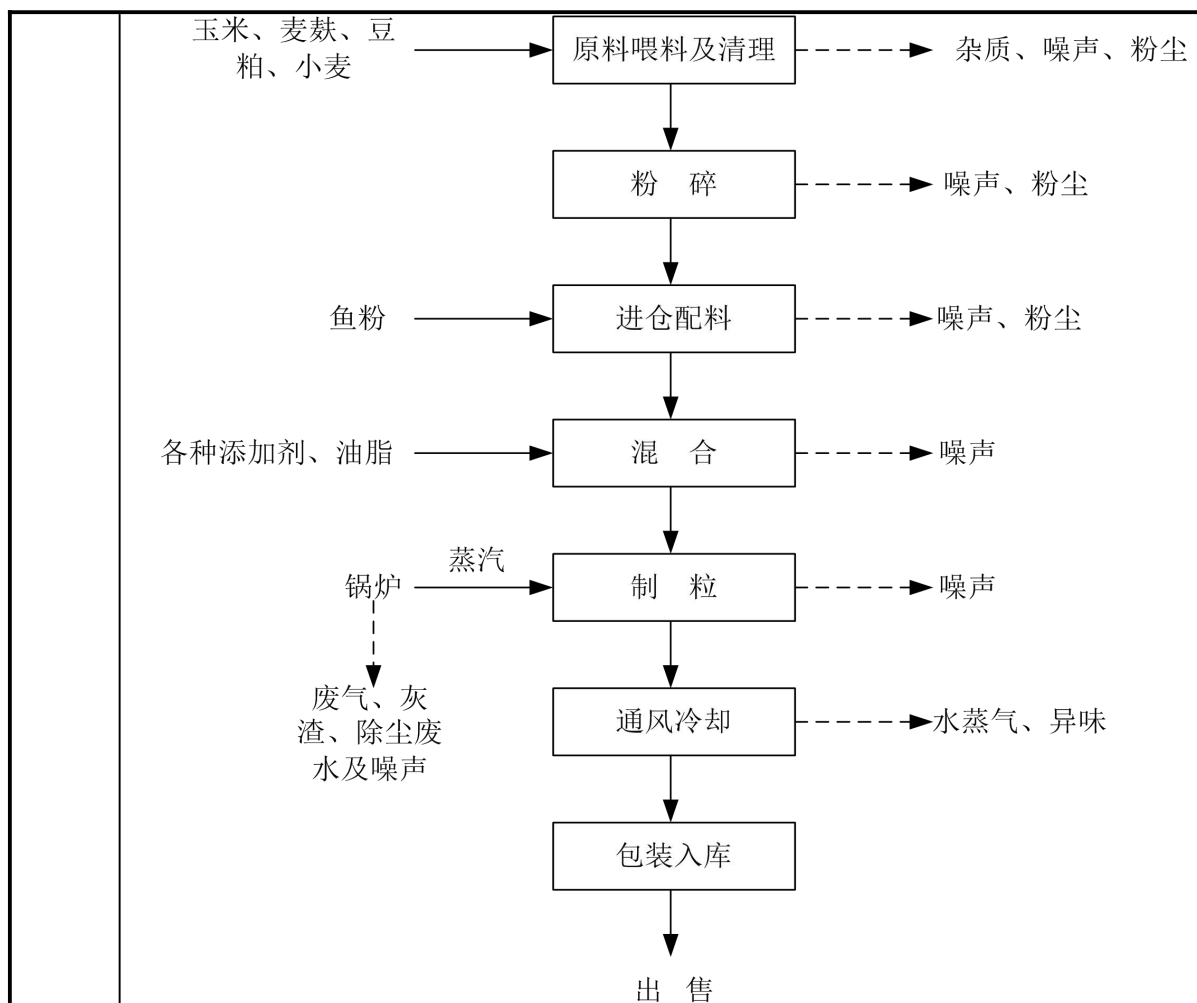 玉米、麦麸、豆
粕、小麦
原料喂料及清理
杂质、噪声、粉尘
粉 碎
噪声、粉尘
鱼粉
进仓配料
噪声、粉尘
各种添加剂、油脂
混 合
噪声
锅炉
蒸汽
制 粒
噪声
废气、灰
渣、除尘废
水及噪声
通风冷却
水蒸气、异味
包装入库
出 售